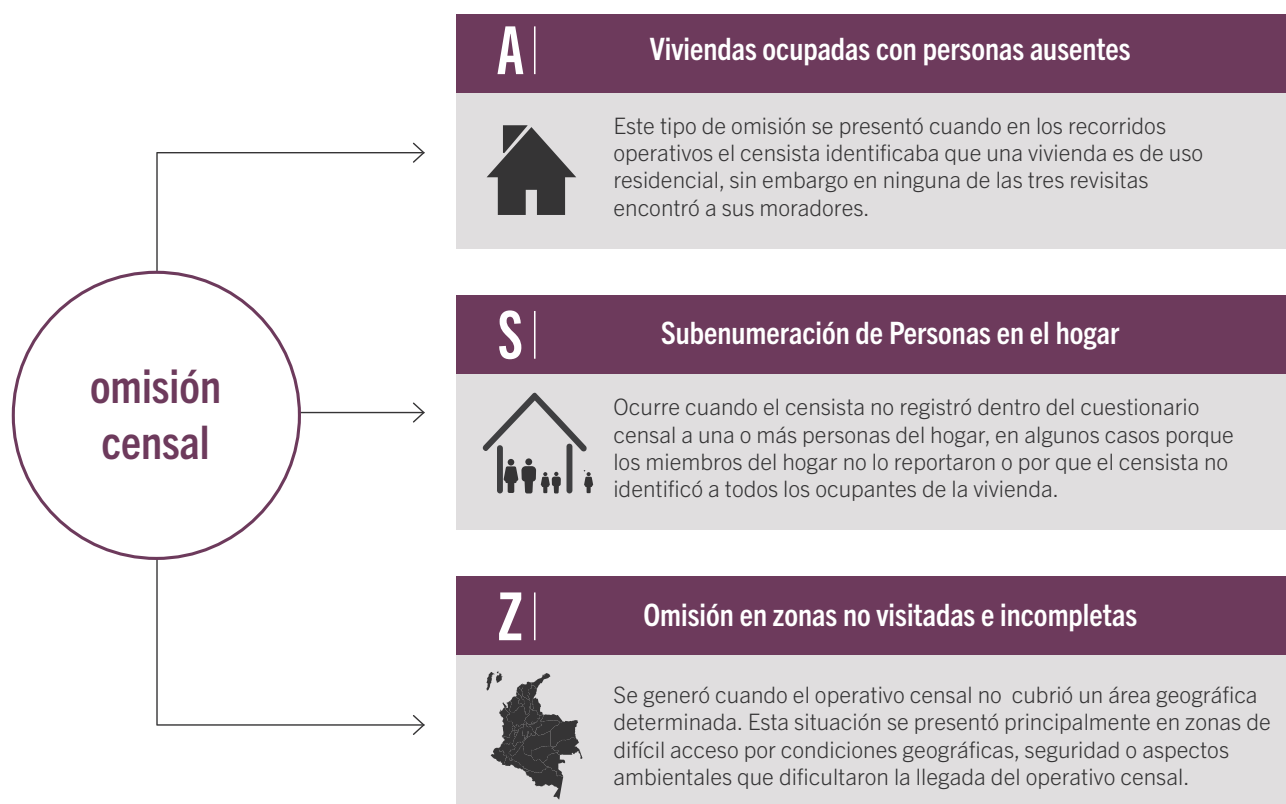 A
Viviendas ocupadas con personas ausentes
Este tipo de omisión se presentó cuando en los recorridos
operativos el censista identificaba que una vivienda es de uso
residencial, sin embargo en ninguna de las tres revisitas
encontró a sus moradores.
omisión
censal
S
Subenumeración de Personas en el hogar
Ocurre cuando el censista no registró dentro del cuestionario
censal a una o más personas del hogar, en algunos casos porque
los miembros del hogar no lo reportaron o por que el censista no
identificó a todos los ocupantes de la vivienda.
Z
Omisión en zonas no visitadas e incompletas
Se generó cuando el operativo censal no cubrió un área geográfica
determinada. Esta situación se presentó principalmente en zonas de
difícil acceso por condiciones geográficas, seguridad o aspectos
ambientales que dificultaron la llegada del operativo censal.